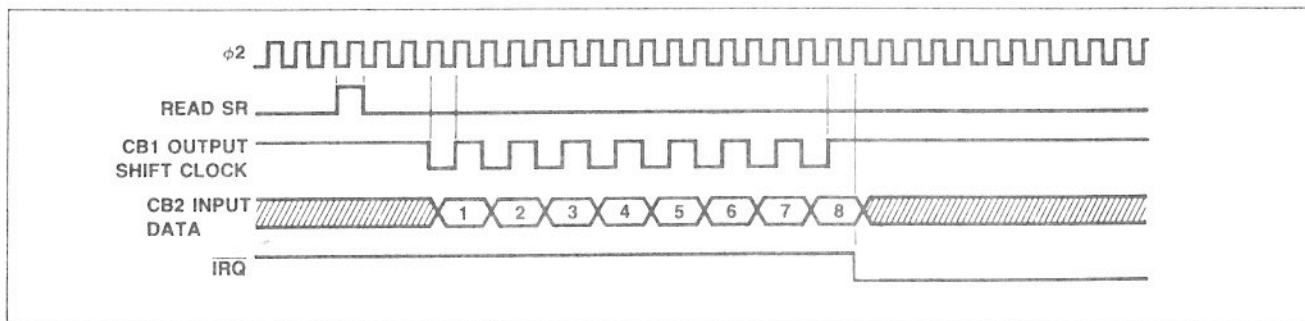 ϕ2
READ SR
CB1 OUTPUT
SHIFT CLOCK
CB2 INPUT
DATA
1 2 3 4 5 6 7 8
IRQ